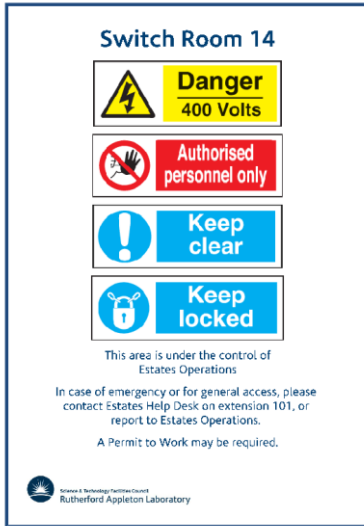 Switch Room 14
Danger
400 Volts
Authorised
personnel only
Keep
clear
Keep
locked
This area is under the control of
Estates Operations
In case of emergency or for general access, please
contact Estates Help Desk on extension 101, or
report to Estates Operations.
A Permit to Work may be required.
Science & Technology Facilities Council
Rutherford Appleton Laboratory